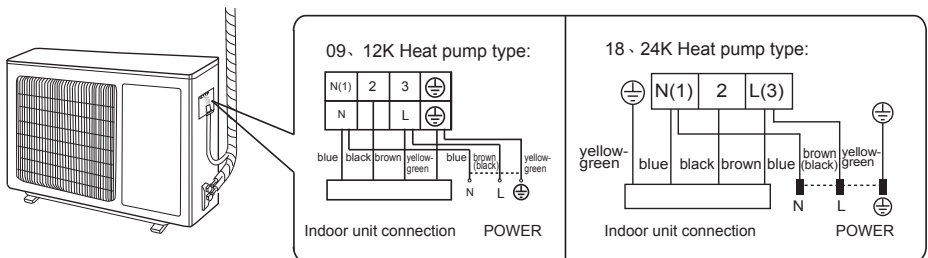 09、12K Heat pump type:
N(1) 2 3
N L
blue black brown yellow-green blue brown (black) yellow-green
N L
Indoor unit connection POWER
18、24K Heat pump type:
N(1) 2 L(3)
yellow-green blue black brown blue brown (black) yellow-green
N L
Indoor unit connection POWER